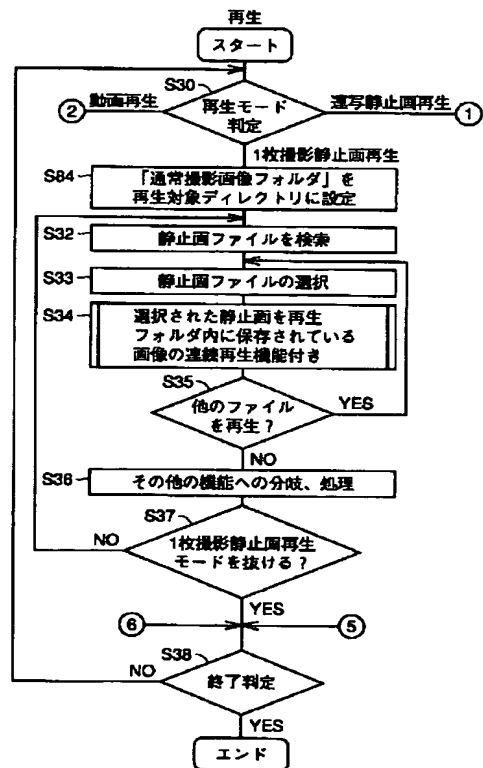 再生
スタート
S30
再生モード
判定
動画再生
②
連写静止画再生
①
1枚撮影静止画再生
S84
「通常撮影画像フォルダ」を
再生対象ディレクトリに設定
S32
静止画ファイルを検索
S33
静止画ファイルの選択
S34
選択された静止画を再生
フォルダ内に保存されている
画像の連続再生機能付き
S35
他のファイル
を再生？
YES
NO
S36
その他の機能への分岐、処理
S37
1枚撮影静止画再生
モードを抜ける？
NO
YES
⑥
⑤
S38
終了判定
NO
YES
エンド